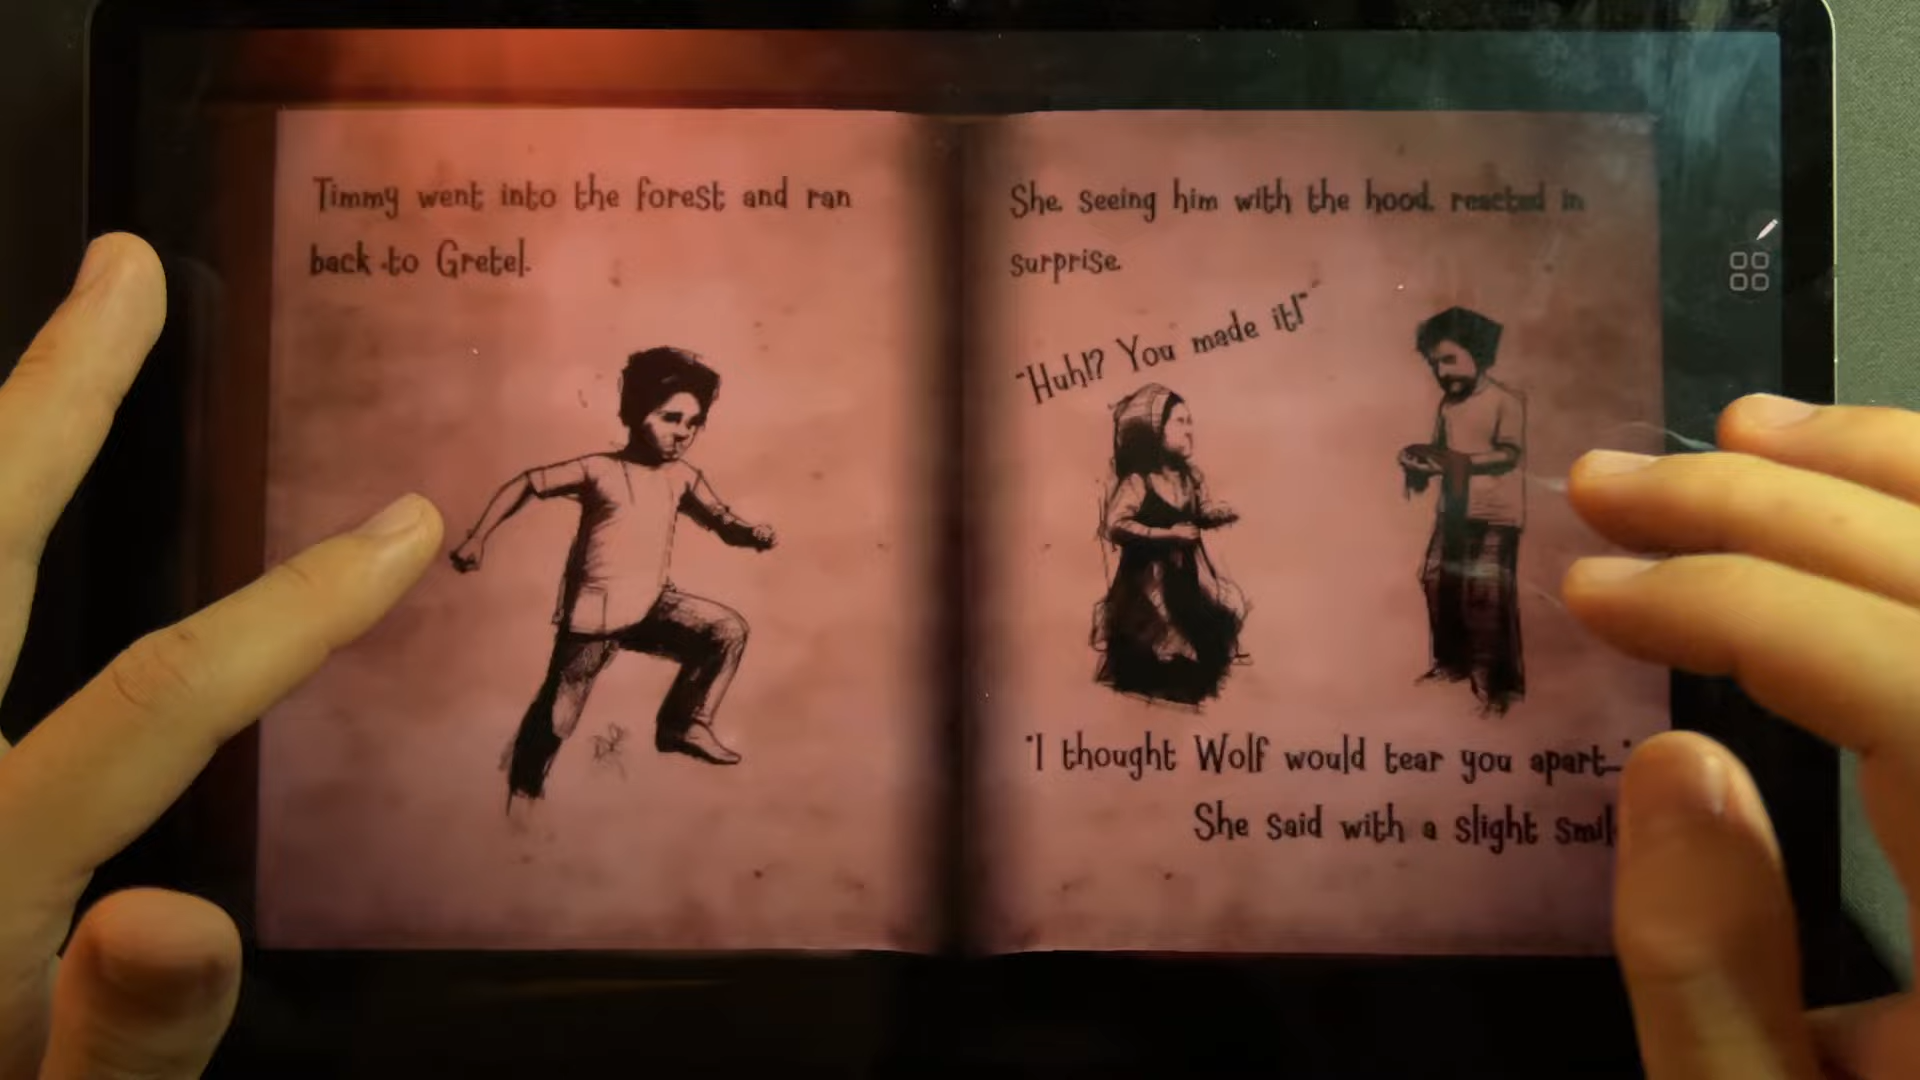 Timmy went into the forest and ran
back to Gretel.
She, seeing him with the hood, reacted in
surprise.
"Huh!? You made it!"
"I thought Wolf would tear you apart..."
She said with a slight